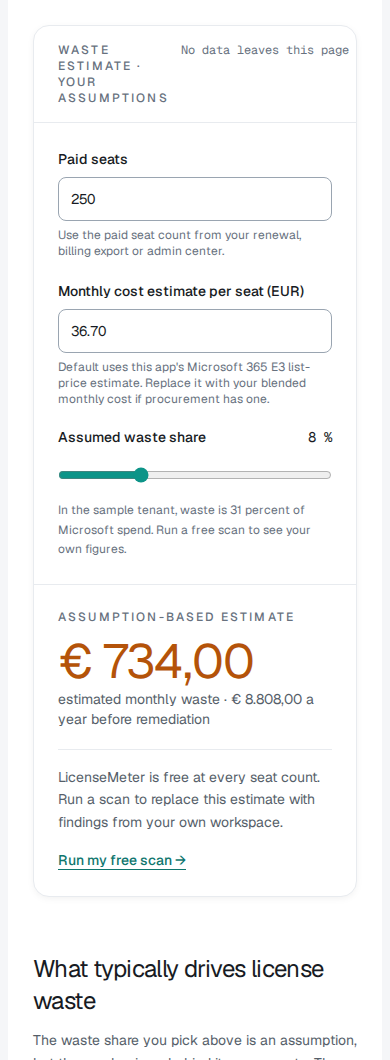 WASTE
ESTIMATE ·
YOUR
ASSUMPTIONS
No data leaves this page
Paid seats
250
Use the paid seat count from your renewal,
billing export or admin center.
Monthly cost estimate per seat (EUR)
36.70
Default uses this app's Microsoft 365 E3 list-
price estimate. Replace it with your blended
monthly cost if procurement has one.
Assumed waste share 8 %
In the sample tenant, waste is 31 percent of
Microsoft spend. Run a free scan to see your
own figures.
ASSUMPTION-BASED ESTIMATE
€ 734,00
estimated monthly waste · € 8.808,00 a
year before remediation
LicenseMeter is free at every seat count.
Run a scan to replace this estimate with
findings from your own workspace.
Run my free scan →
What typically drives license
waste
The waste share you pick above is an assumption,